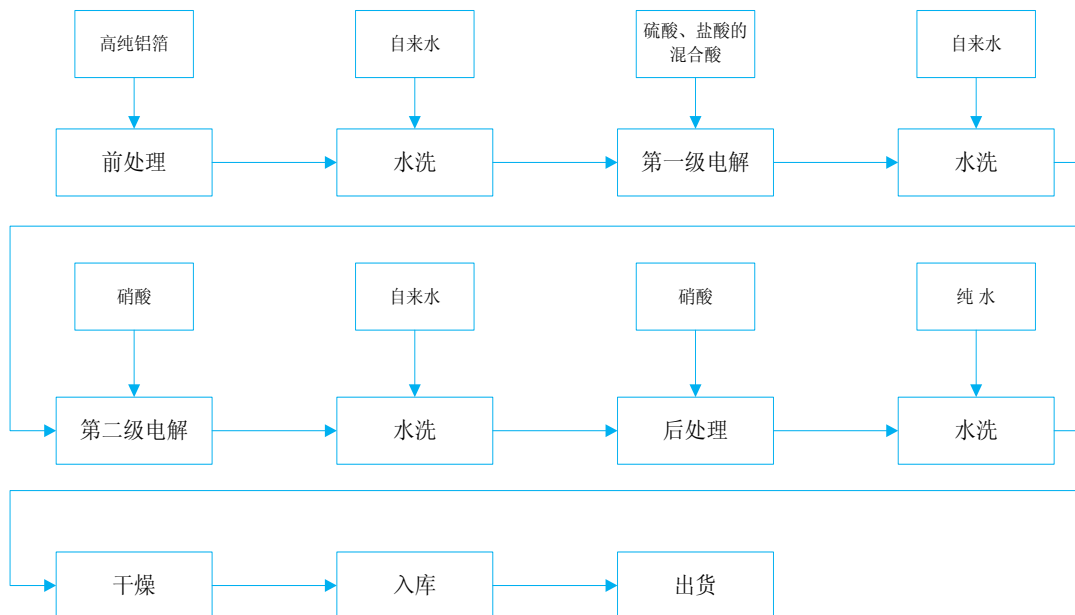 高纯铝箔
自来水
硫酸、盐酸的
混合酸
自来水
前处理
水洗
第一级电解
水洗
硝酸
自来水
硝酸
纯 水
第二级电解
水洗
后处理
水洗
干燥
入库
出货